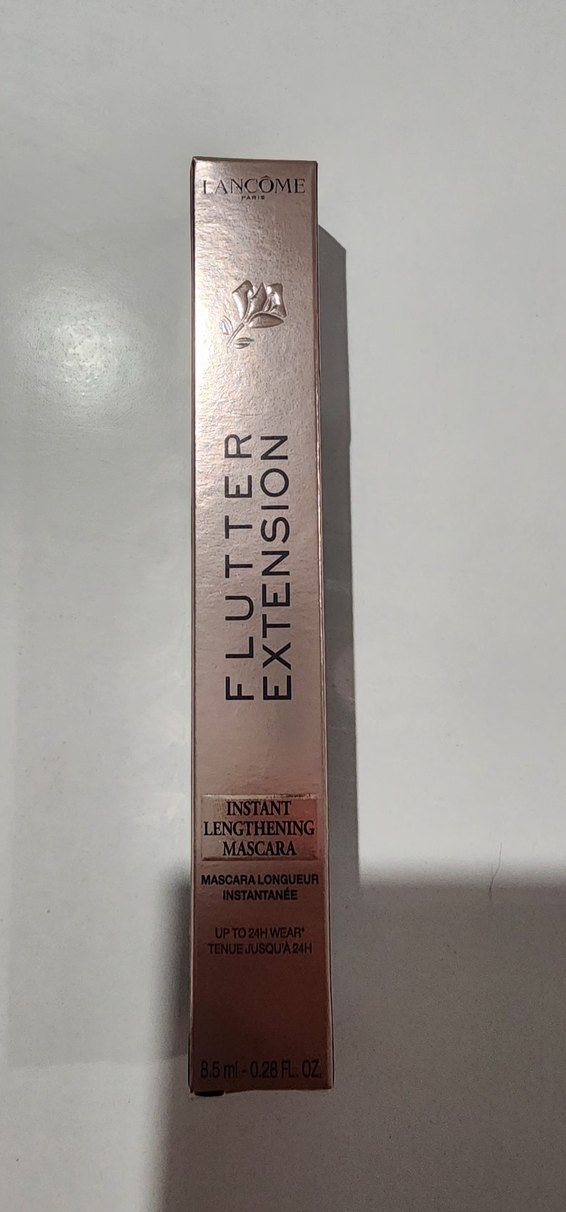 LANCÔME
PARIS
FLUTTER
EXTENSION
INSTANT
LENGTHENING
MASCARA
MASCARA LONGUEUR
INSTANTANÉE
UP TO 24H WEAR*
TENUE JUSQU'À 24H
8.5 ml - 0.28 FL. OZ.